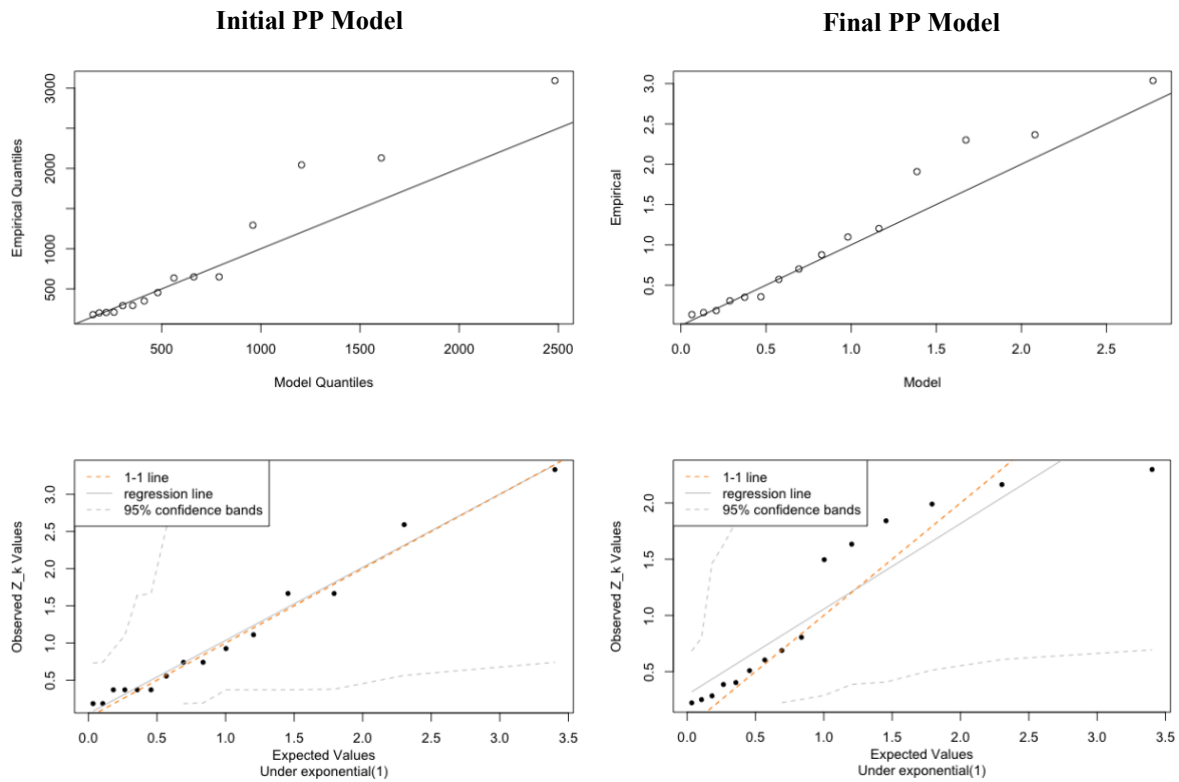 Initial PP Model
Final PP Model
Empirical Quantiles
3000
2000
1000
500
500
1000
1500
2000
2500
Model Quantiles
Empirical
3.0
2.5
2.0
1.5
1.0
0.5
0.0
0.5
1.0
1.5
2.0
2.5
Model
1-1 line
regression line
95% confidence bands
Observed Z_k Values
3.0
2.5
2.0
1.5
1.0
0.5
0.0
0.5
1.0
1.5
2.0
2.5
3.0
3.5
Expected Values
Under exponential(1)
1-1 line
regression line
95% confidence bands
Observed Z_k Values
2.0
1.5
1.0
0.5
0.0
0.5
1.0
1.5
2.0
2.5
3.0
3.5
Expected Values
Under exponential(1)